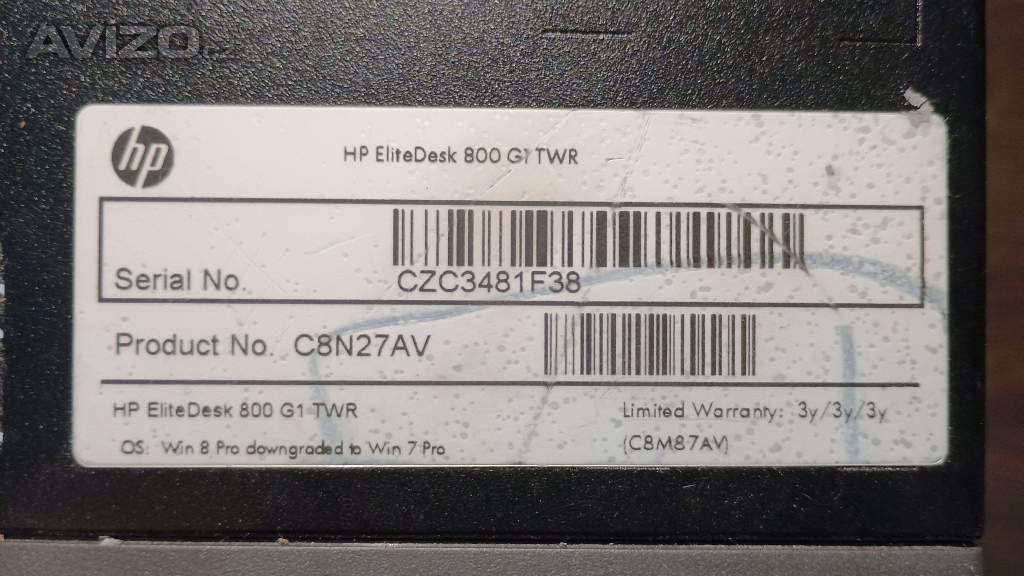 AVIZO
hp
HP EliteDesk 800 G1 TWR
Serial No. CZC3481F38
Product No. C8N27AV
HP EliteDesk 800 G1 TWR
Limited Warranty: 3y/3y/3y
OS: Win 8 Pro downgraded to Win 7 Pro
(C8M87AV)